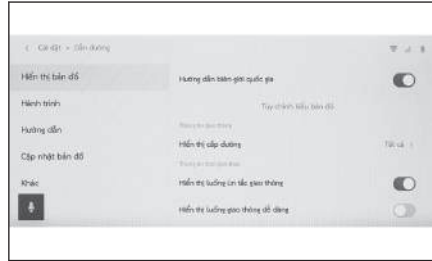 Cài đặt • Dẫn đường
Hiển thị bản đồ
Hành trình
Hướng dẫn
Cập nhật bản đồ
Khác
Hướng dẫn biên giới quốc gia
Tùy chỉnh kiểu bản đồ
Hiển thị cấp đường
Tất cả
Hiển thị luồng ùn tắc giao thông
Hiển thị luồng giao thông dễ dàng